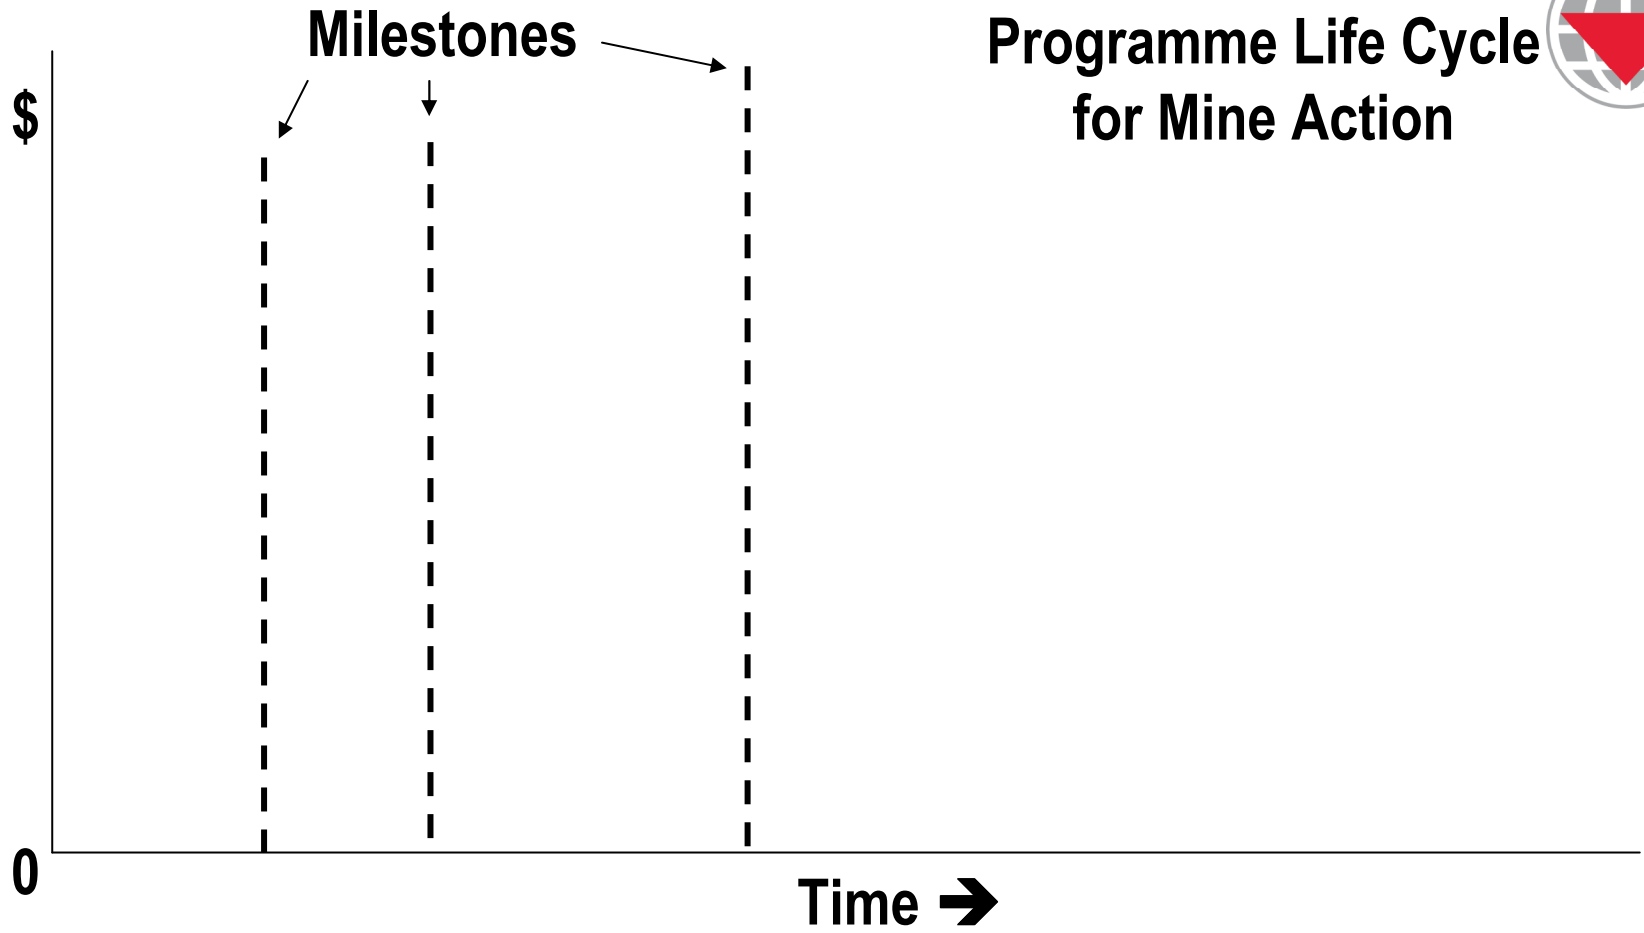 Milestones
Programme Life Cycle
for Mine Action
$
0
Time ➔